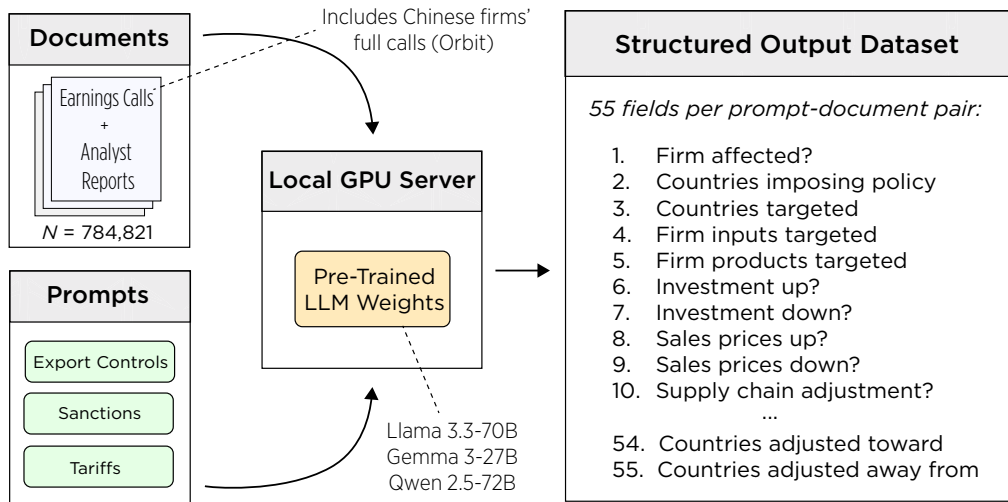 Documents
Earnings Calls
+
Analyst
Reports
N = 784,821
Includes Chinese firms’
full calls (Orbit)
Prompts
Export Controls
Sanctions
Tariffs
Local GPU Server
Pre-Trained
LLM Weights
Llama 3.3-70B
Gemma 3-27B
Qwen 2.5-72B
Structured Output Dataset
55 fields per prompt-document pair:
1. Firm affected?
2. Countries imposing policy
3. Countries targeted
4. Firm inputs targeted
5. Firm products targeted
6. Investment up?
7. Investment down?
8. Sales prices up?
9. Sales prices down?
10. Supply chain adjustment?
...
54. Countries adjusted toward
55. Countries adjusted away from